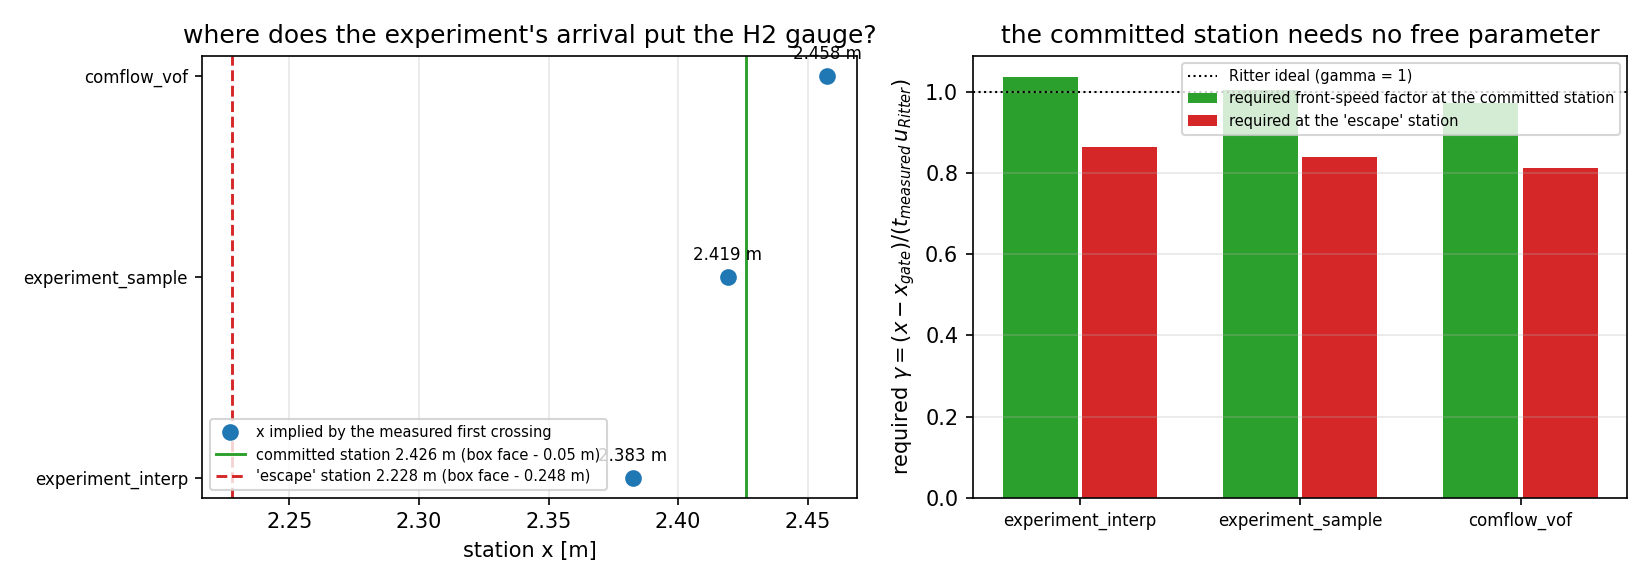 where does the experiment's arrival put the H2 gauge?
2.458 m
comflow_vof
2.419 m
experiment_sample
x implied by the measured first crossing
committed station 2.426 m (box face - 0.05 m)
.383 m
'escape' station 2.228 m (box face - 0.248 m)
experiment_interp
2.25 2.30 2.35 2.40 2.45
station x [m]
the committed station needs no free parameter
Ritter ideal (gamma = 1)
required front-speed factor at the committed station
required at the 'escape' station
required γ = (x − x_gate)/(t_measured u_Ritter)
1.0
0.8
0.6
0.4
0.2
0.0
experiment_interp experiment_sample comflow_vof